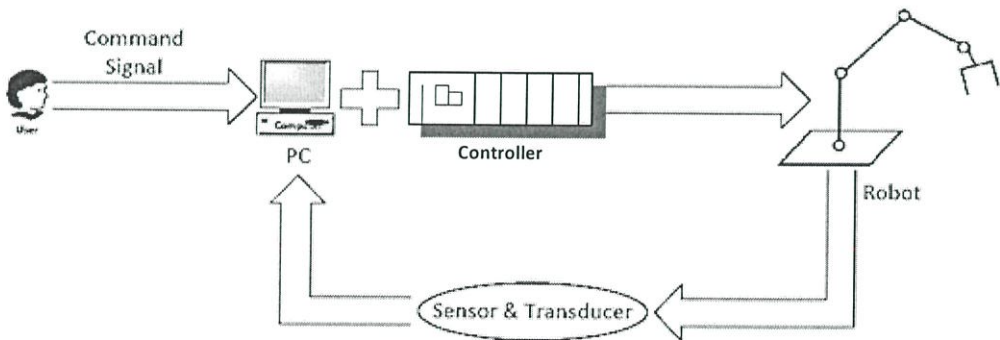 Command
Signal
User
Computer
PC
Controller
Robot
Sensor & Transducer